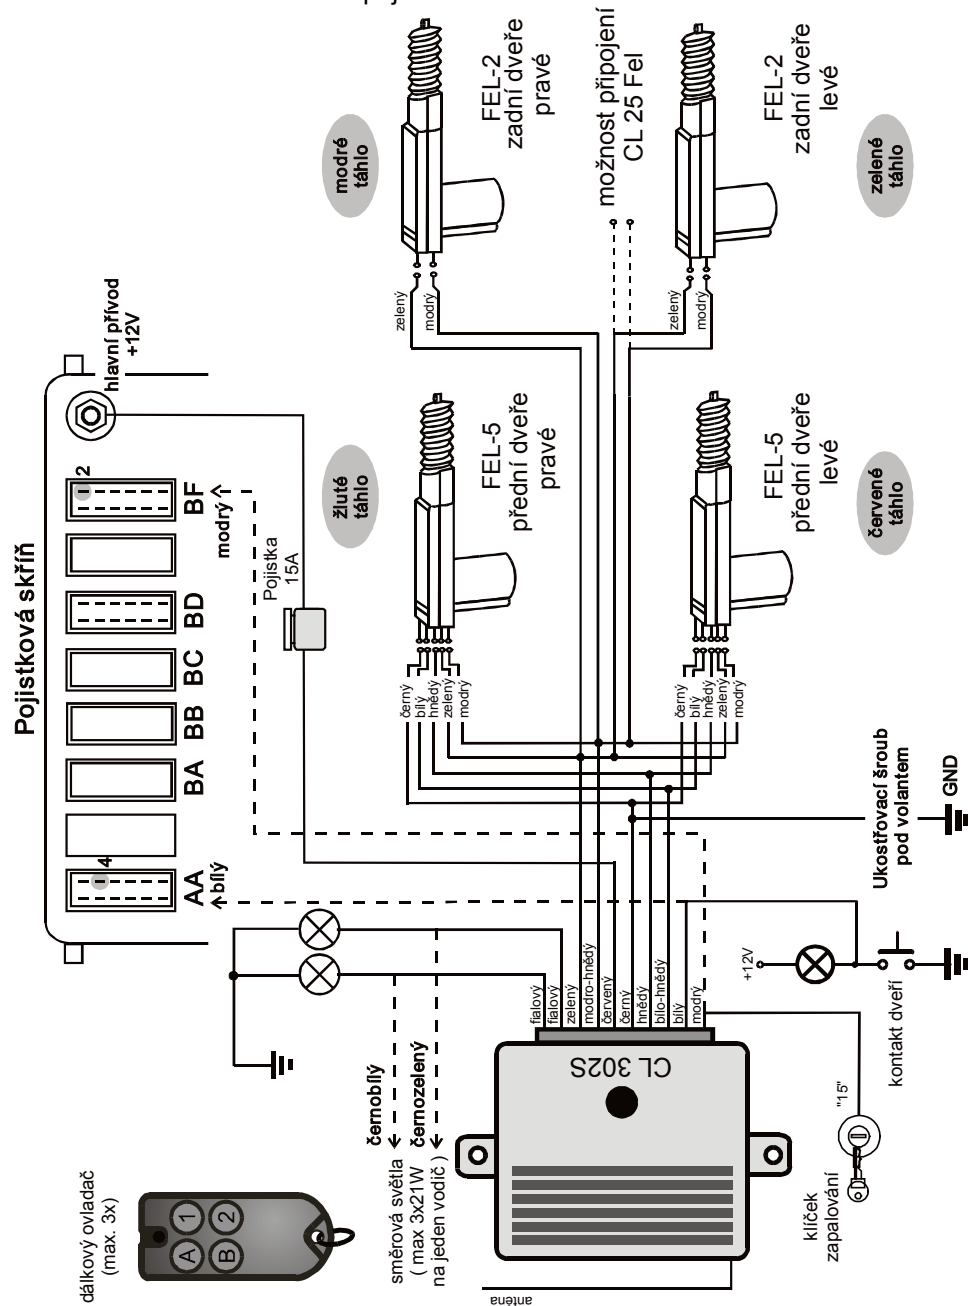 Pojistková skříň
AA
bílý
4
BA
BB
BC
BD
BF
modrý
2
hlavní přívod
+12V
Pojistka
15A
žluté
táhlo
modré
táhlo
FEL-5
přední dveře
pravé
FEL-2
zadní dveře
pravé
možnost připojení
CL 25 Fel
FEL-5
přední dveře
levé
FEL-2
zadní dveře
levé
červené
táhlo
zelené
táhlo
černý
bílý
hnědý
zelený
modrý
zelený
modrý
černý
bílý
hnědý
zelený
modrý
zelený
modrý
dálkový ovladač
(max. 3x)
A
1
B
2
černobílý
směrová světla
( max 3x21W
na jeden vodič )
černozelený
fialový
fialový
zelený
modro-hnědý
červený
černý
hnědý
bílo-hnědý
bílý
modrý
CL 302S
anténa
+12V
kontakt dveří
"15"
klíček
zapalování
Ukostřovací šroub
pod volantem
GND